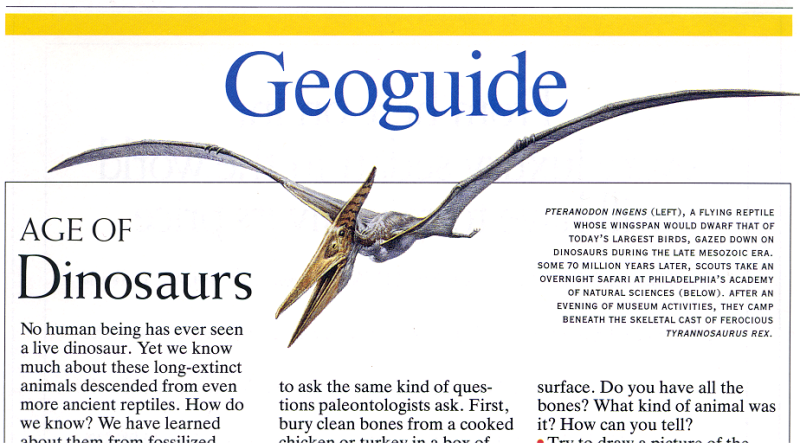 Geoguide
AGE OF
Dinosaurs
No human being has ever seen
a live dinosaur. Yet we know
much about these long-extinct
animals descended from even
more ancient reptiles. How do
we know? We have learned
about them from fossilized
to ask the same kind of ques-
tions paleontologists ask. First,
bury clean bones from a cooked
chicken or turkey in a box of
PTERANODON INGENS (LEFT), A FLYING REPTILE
WHOSE WINGSPAN WOULD DWARF THAT OF
TODAY'S LARGEST BIRDS, GAZED DOWN ON
DINOSAURS DURING THE LATE MESOZOIC ERA.
SOME 70 MILLION YEARS LATER, SCOUTS TAKE AN
OVERNIGHT SAFARI AT PHILADELPHIA'S ACADEMY
OF NATURAL SCIENCES (BELOW). AFTER AN
EVENING OF MUSEUM ACTIVITIES, THEY CAMP
BENEATH THE SKELETAL CAST OF FEROCIOUS
TYRANNOSAURUS REX.
surface. Do you have all the
bones? What kind of animal was
it? How can you tell?
• Try to draw a picture of the